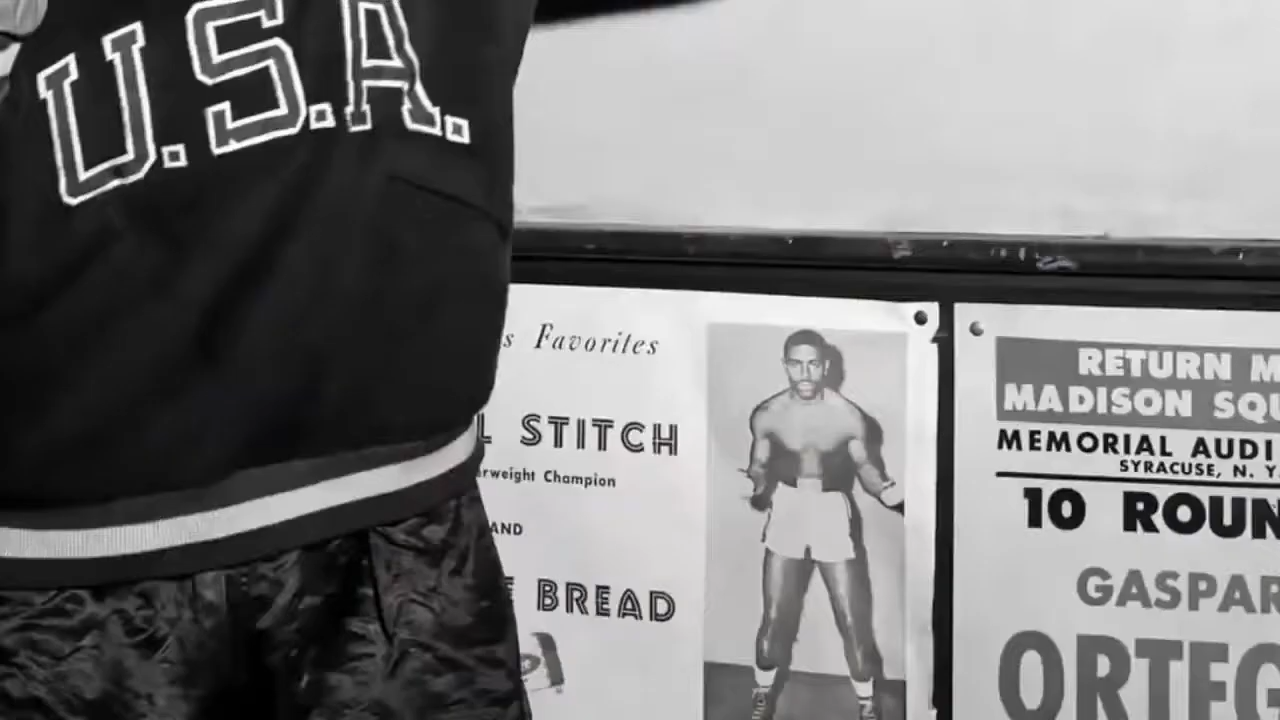 U.S.A.
s Favorites
L STITCH
erweight Champion
AND
E BREAD
RETURN M
MADISON SQU
MEMORIAL AUDI
SYRACUSE, N. Y.
10 ROUN
GASPAR
ORTEG